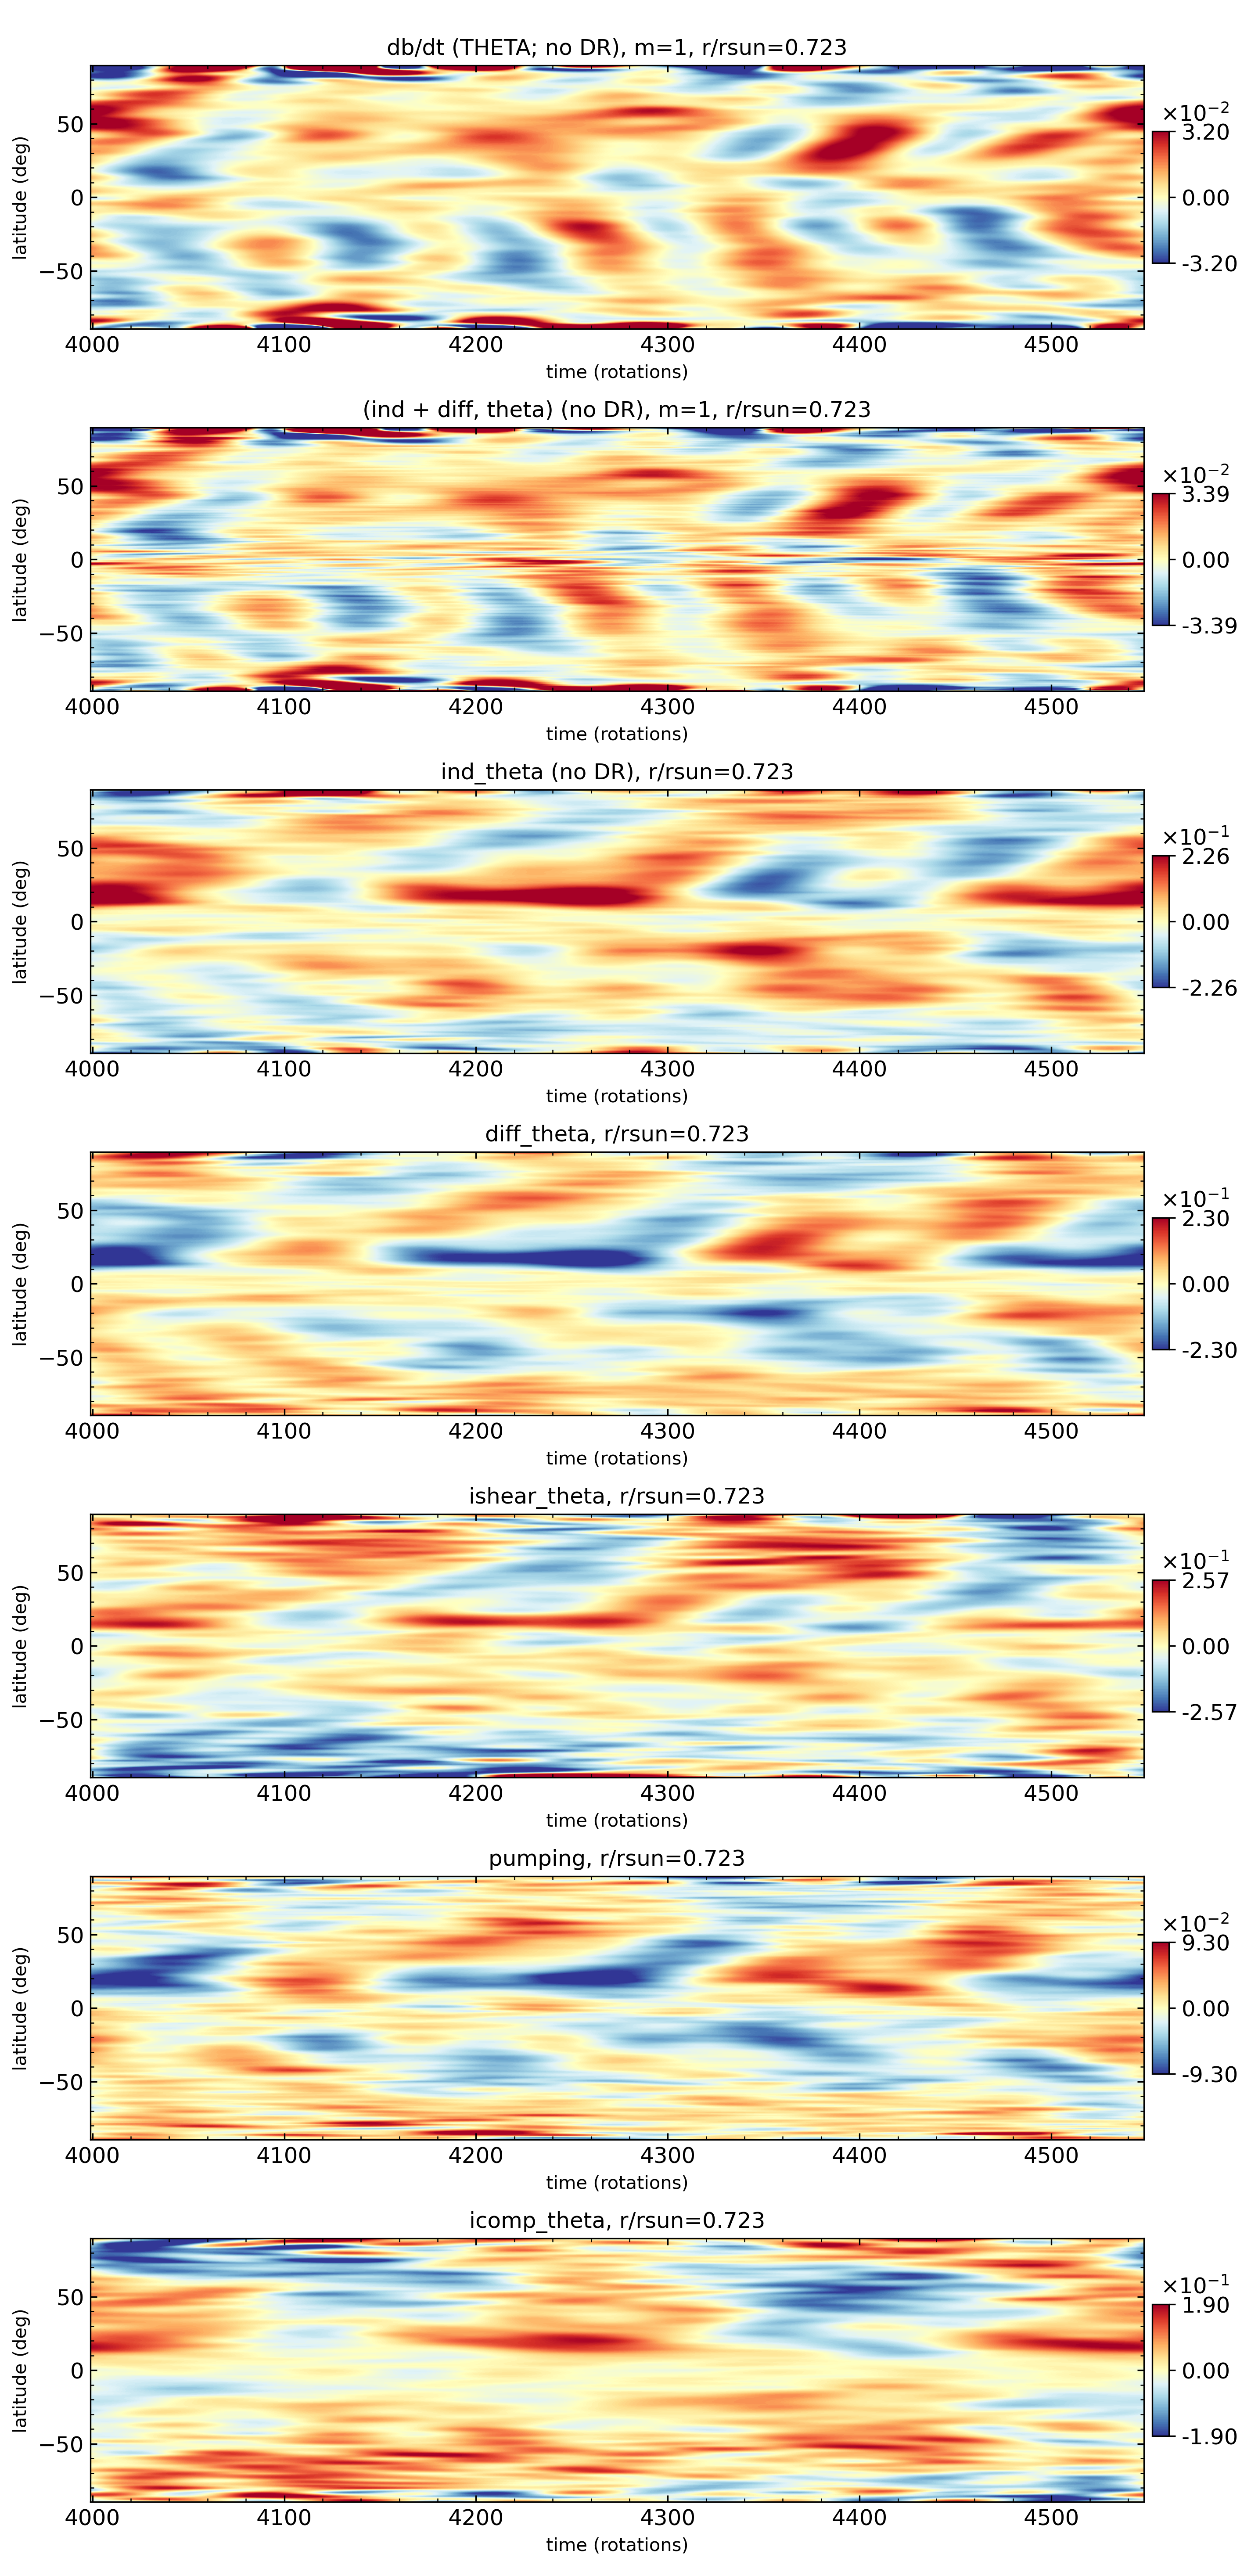 db/dt (THETA; no DR), m=1, r/rsun=0.723
×10⁻²
50
3.20
0
0.00
−50
-3.20
latitude (deg)
4000 4100 4200 4300 4400 4500
time (rotations)
(ind + diff, theta) (no DR), m=1, r/rsun=0.723
×10⁻²
50
3.39
0
0.00
−50
-3.39
latitude (deg)
4000 4100 4200 4300 4400 4500
time (rotations)
ind_theta (no DR), r/rsun=0.723
×10⁻¹
50
2.26
0
0.00
−50
-2.26
latitude (deg)
4000 4100 4200 4300 4400 4500
time (rotations)
diff_theta, r/rsun=0.723
×10⁻¹
50
2.30
0
0.00
−50
-2.30
latitude (deg)
4000 4100 4200 4300 4400 4500
time (rotations)
ishear_theta, r/rsun=0.723
×10⁻¹
50
2.57
0
0.00
−50
-2.57
latitude (deg)
4000 4100 4200 4300 4400 4500
time (rotations)
pumping, r/rsun=0.723
×10⁻²
50
9.30
0
0.00
−50
-9.30
latitude (deg)
4000 4100 4200 4300 4400 4500
time (rotations)
icomp_theta, r/rsun=0.723
×10⁻¹
50
1.90
0
0.00
−50
-1.90
latitude (deg)
4000 4100 4200 4300 4400 4500
time (rotations)